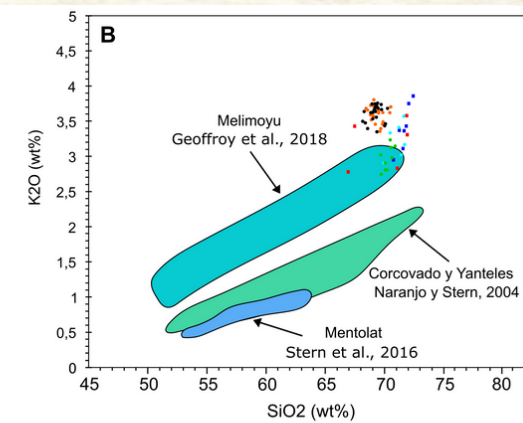 B
5
4,5
4
3,5
3
2,5
2
1,5
1
0,5
0
K2O (wt%)
Melimoyu
Geoffroy et al., 2018
Corcovado y Yanteles
Naranjo y Stern, 2004
Mentolat
Stern et al., 2016
45 50 55 60 65 70 75 80
SiO2 (wt%)